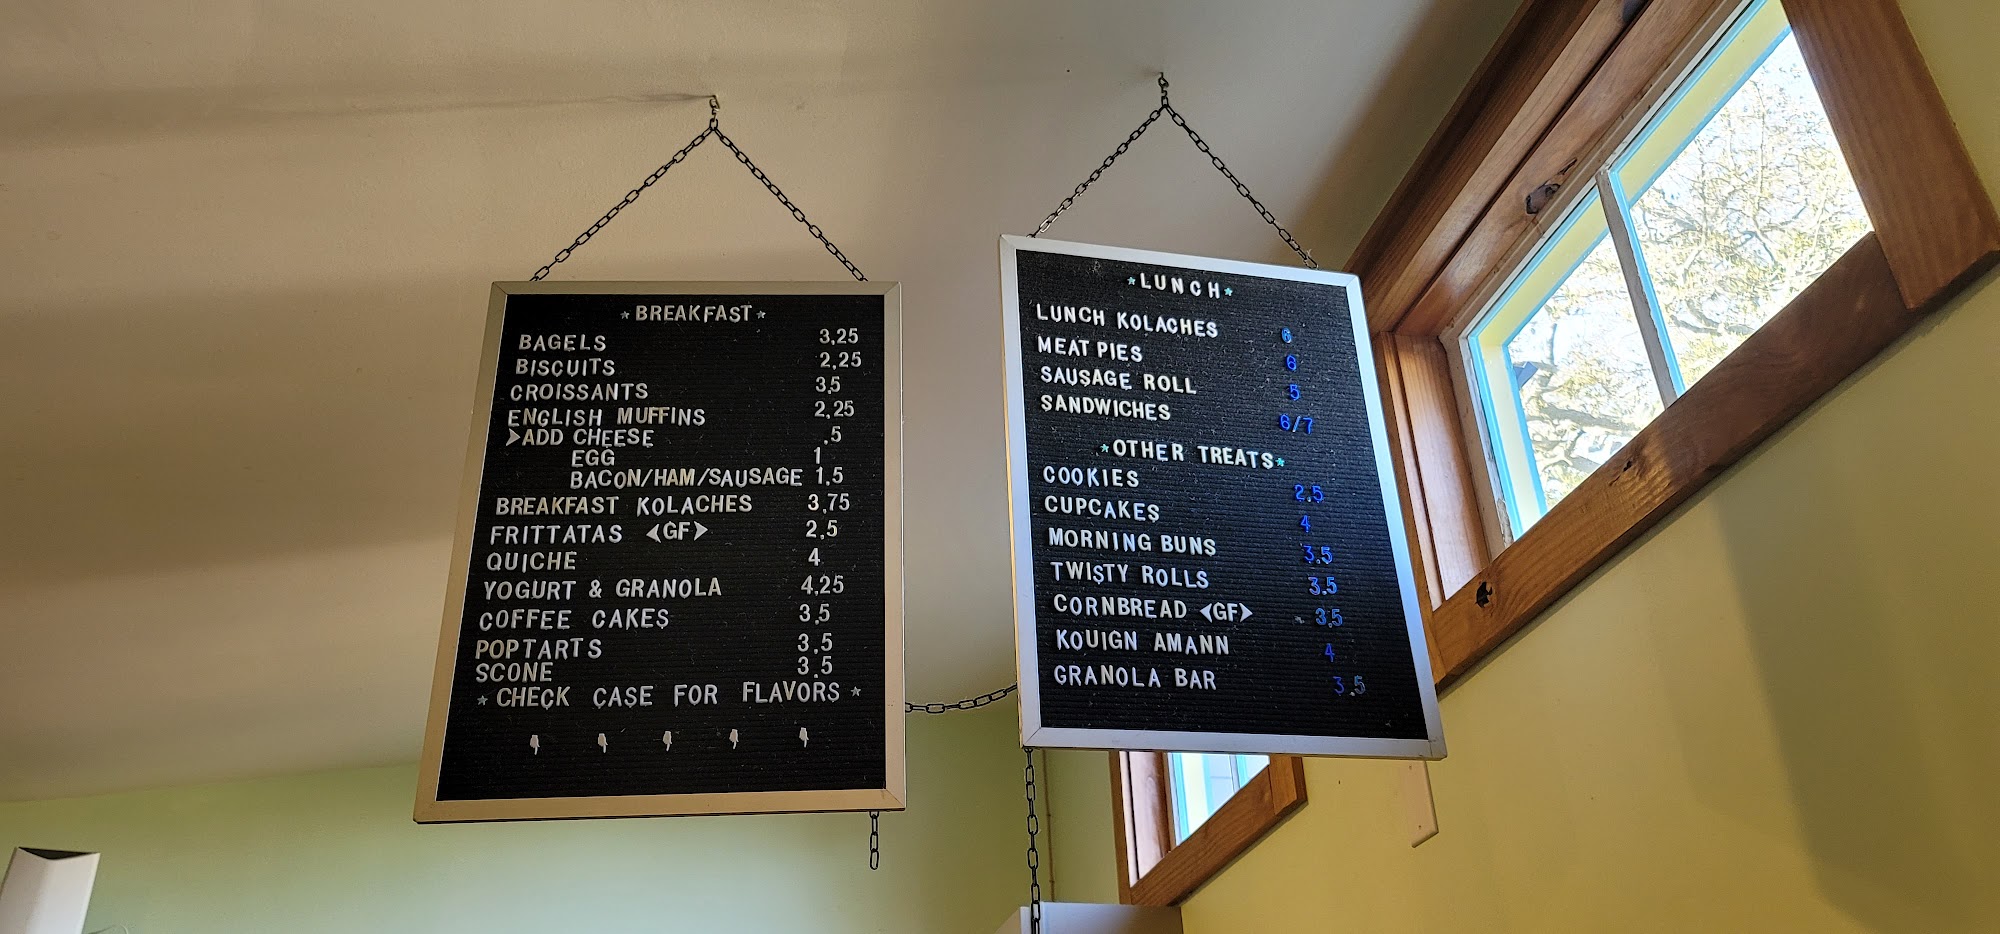 *BREAKFAST*
BAGELS 3,25
BISCUITS 2,25
CROISSANTS 3,5
ENGLISH MUFFINS 2,25
➤ADD CHEESE .5
EGG 1
BACON/HAM/SAUSAGE 1,5
BREAKFAST KOLACHES 3,75
FRITTATAS <GF> 2,5
QUICHE 4
YOGURT & GRANOLA 4,25
COFFEE CAKES 3,5
POPTARTS 3,5
SCONE 3.5
*CHECK CASE FOR FLAVORS*
*LUNCH*
LUNCH KOLACHES 6
MEAT PIES 6
SAUSAGE ROLL 5
SANDWICHES 6/7
*OTHER TREATS*
COOKIES 2.5
CUPCAKES 4
MORNING BUNS 3.5
TWISTY ROLLS 3.5
CORNBREAD <GF> 3.5
KOUIGN AMANN 4
GRANOLA BAR 3.5